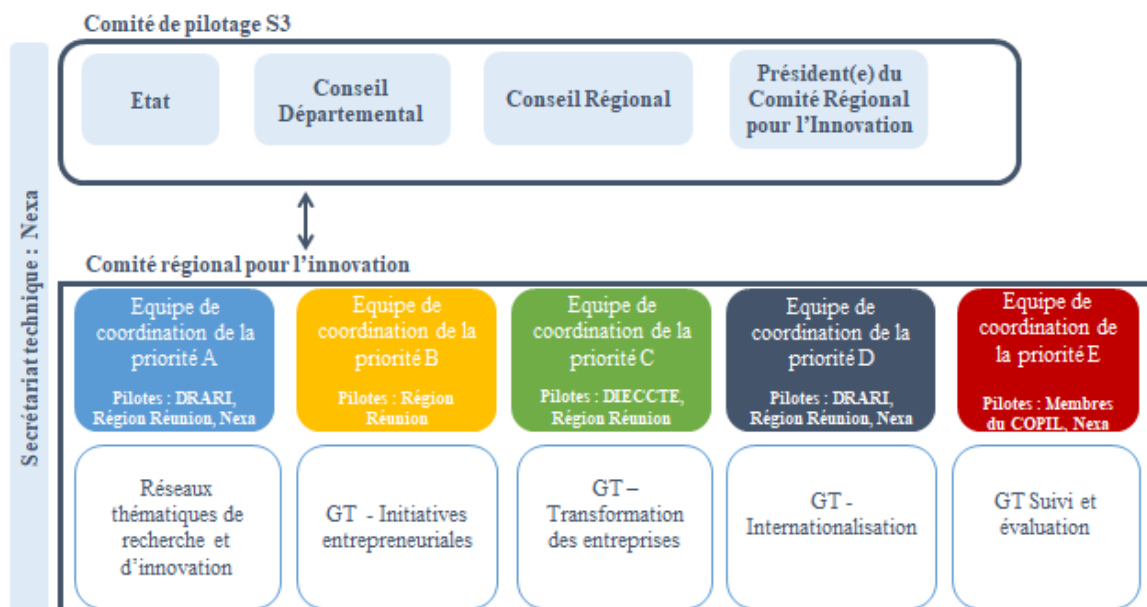 Comité de pilotage S3
Secrétariat technique : Nexa
Etat
Conseil
Départemental
Conseil Régional
Président(e) du
Comité Régional
pour l'Innovation
Comité régional pour l'innovation
Equipe de
coordination de la
priorité A
Pilotes : DRARI,
Région Réunion, Nexa
Equipe de
coordination de la
priorité B
Pilotes : Région
Réunion
Equipe de
coordination de la
priorité C
Pilotes : DIECCTE,
Région Réunion
Equipe de
coordination de la
priorité D
Pilotes : DRARI,
Région Réunion, Nexa
Equipe de
coordination de
la priorité E
Pilotes : Membres
du COPIL, Nexa
Réseaux
thématiques de
recherche et
d'innovation
GT - Initiatives
entrepreneuriales
GT –
Transformation
des entreprises
GT -
Internationalisation
GT Suivi et
évaluation